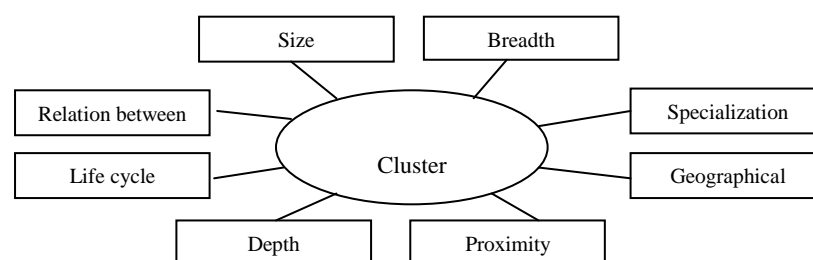 Size
Breadth
Relation between
Specialization
Cluster
Life cycle
Geographical
Depth
Proximity